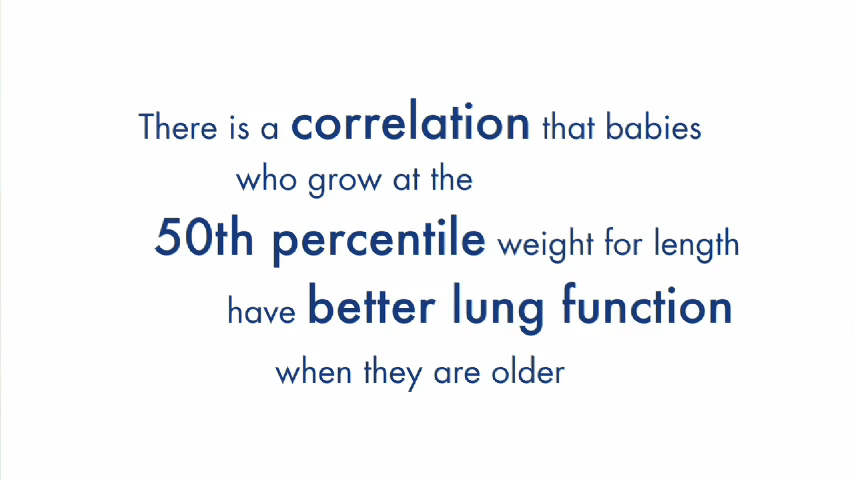 There is a correlation that babies
who grow at the
50th percentile weight for length
have better lung function
when they are older